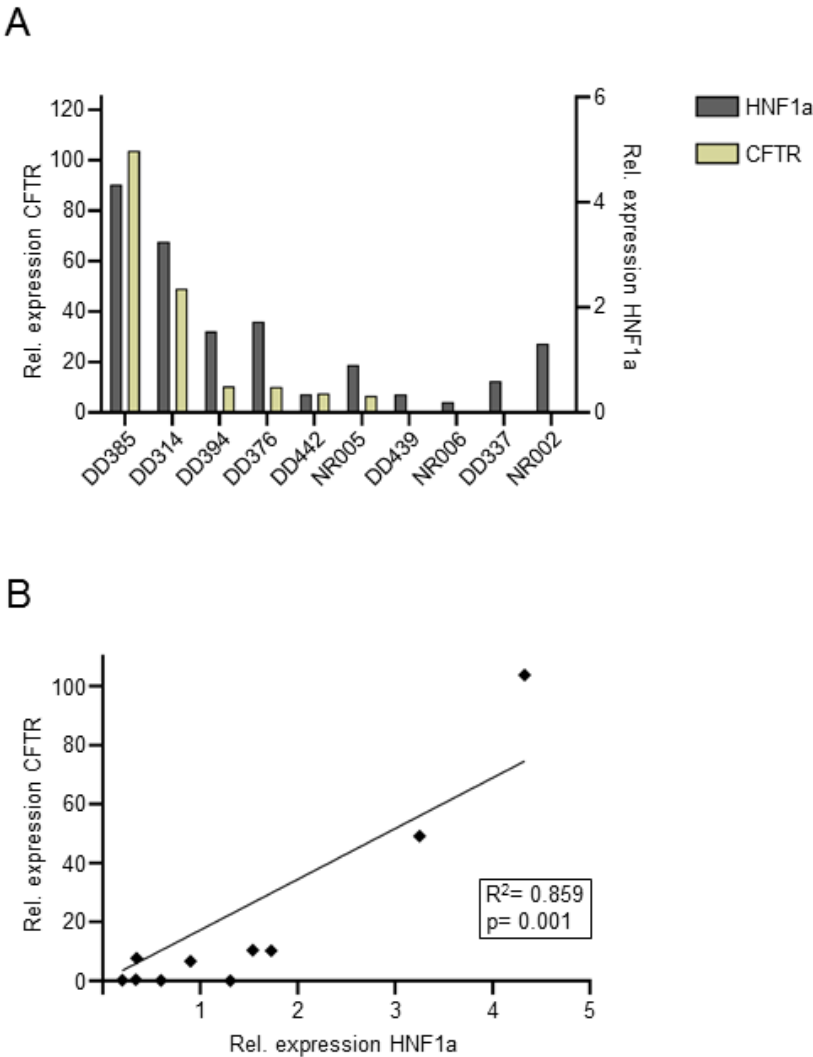 A
HNF1a
CFTR
Rel. expression CFTR
120
100
80
60
40
20
0
6
4
2
0
Rel. expression HNF1a
DD385
DD314
DD394
DD376
DD442
NR005
DD439
NR006
DD337
NR002
B
Rel. expression CFTR
100
80
60
40
20
0
R²= 0.859
p= 0.001
1
2
3
4
5
Rel. expression HNF1a